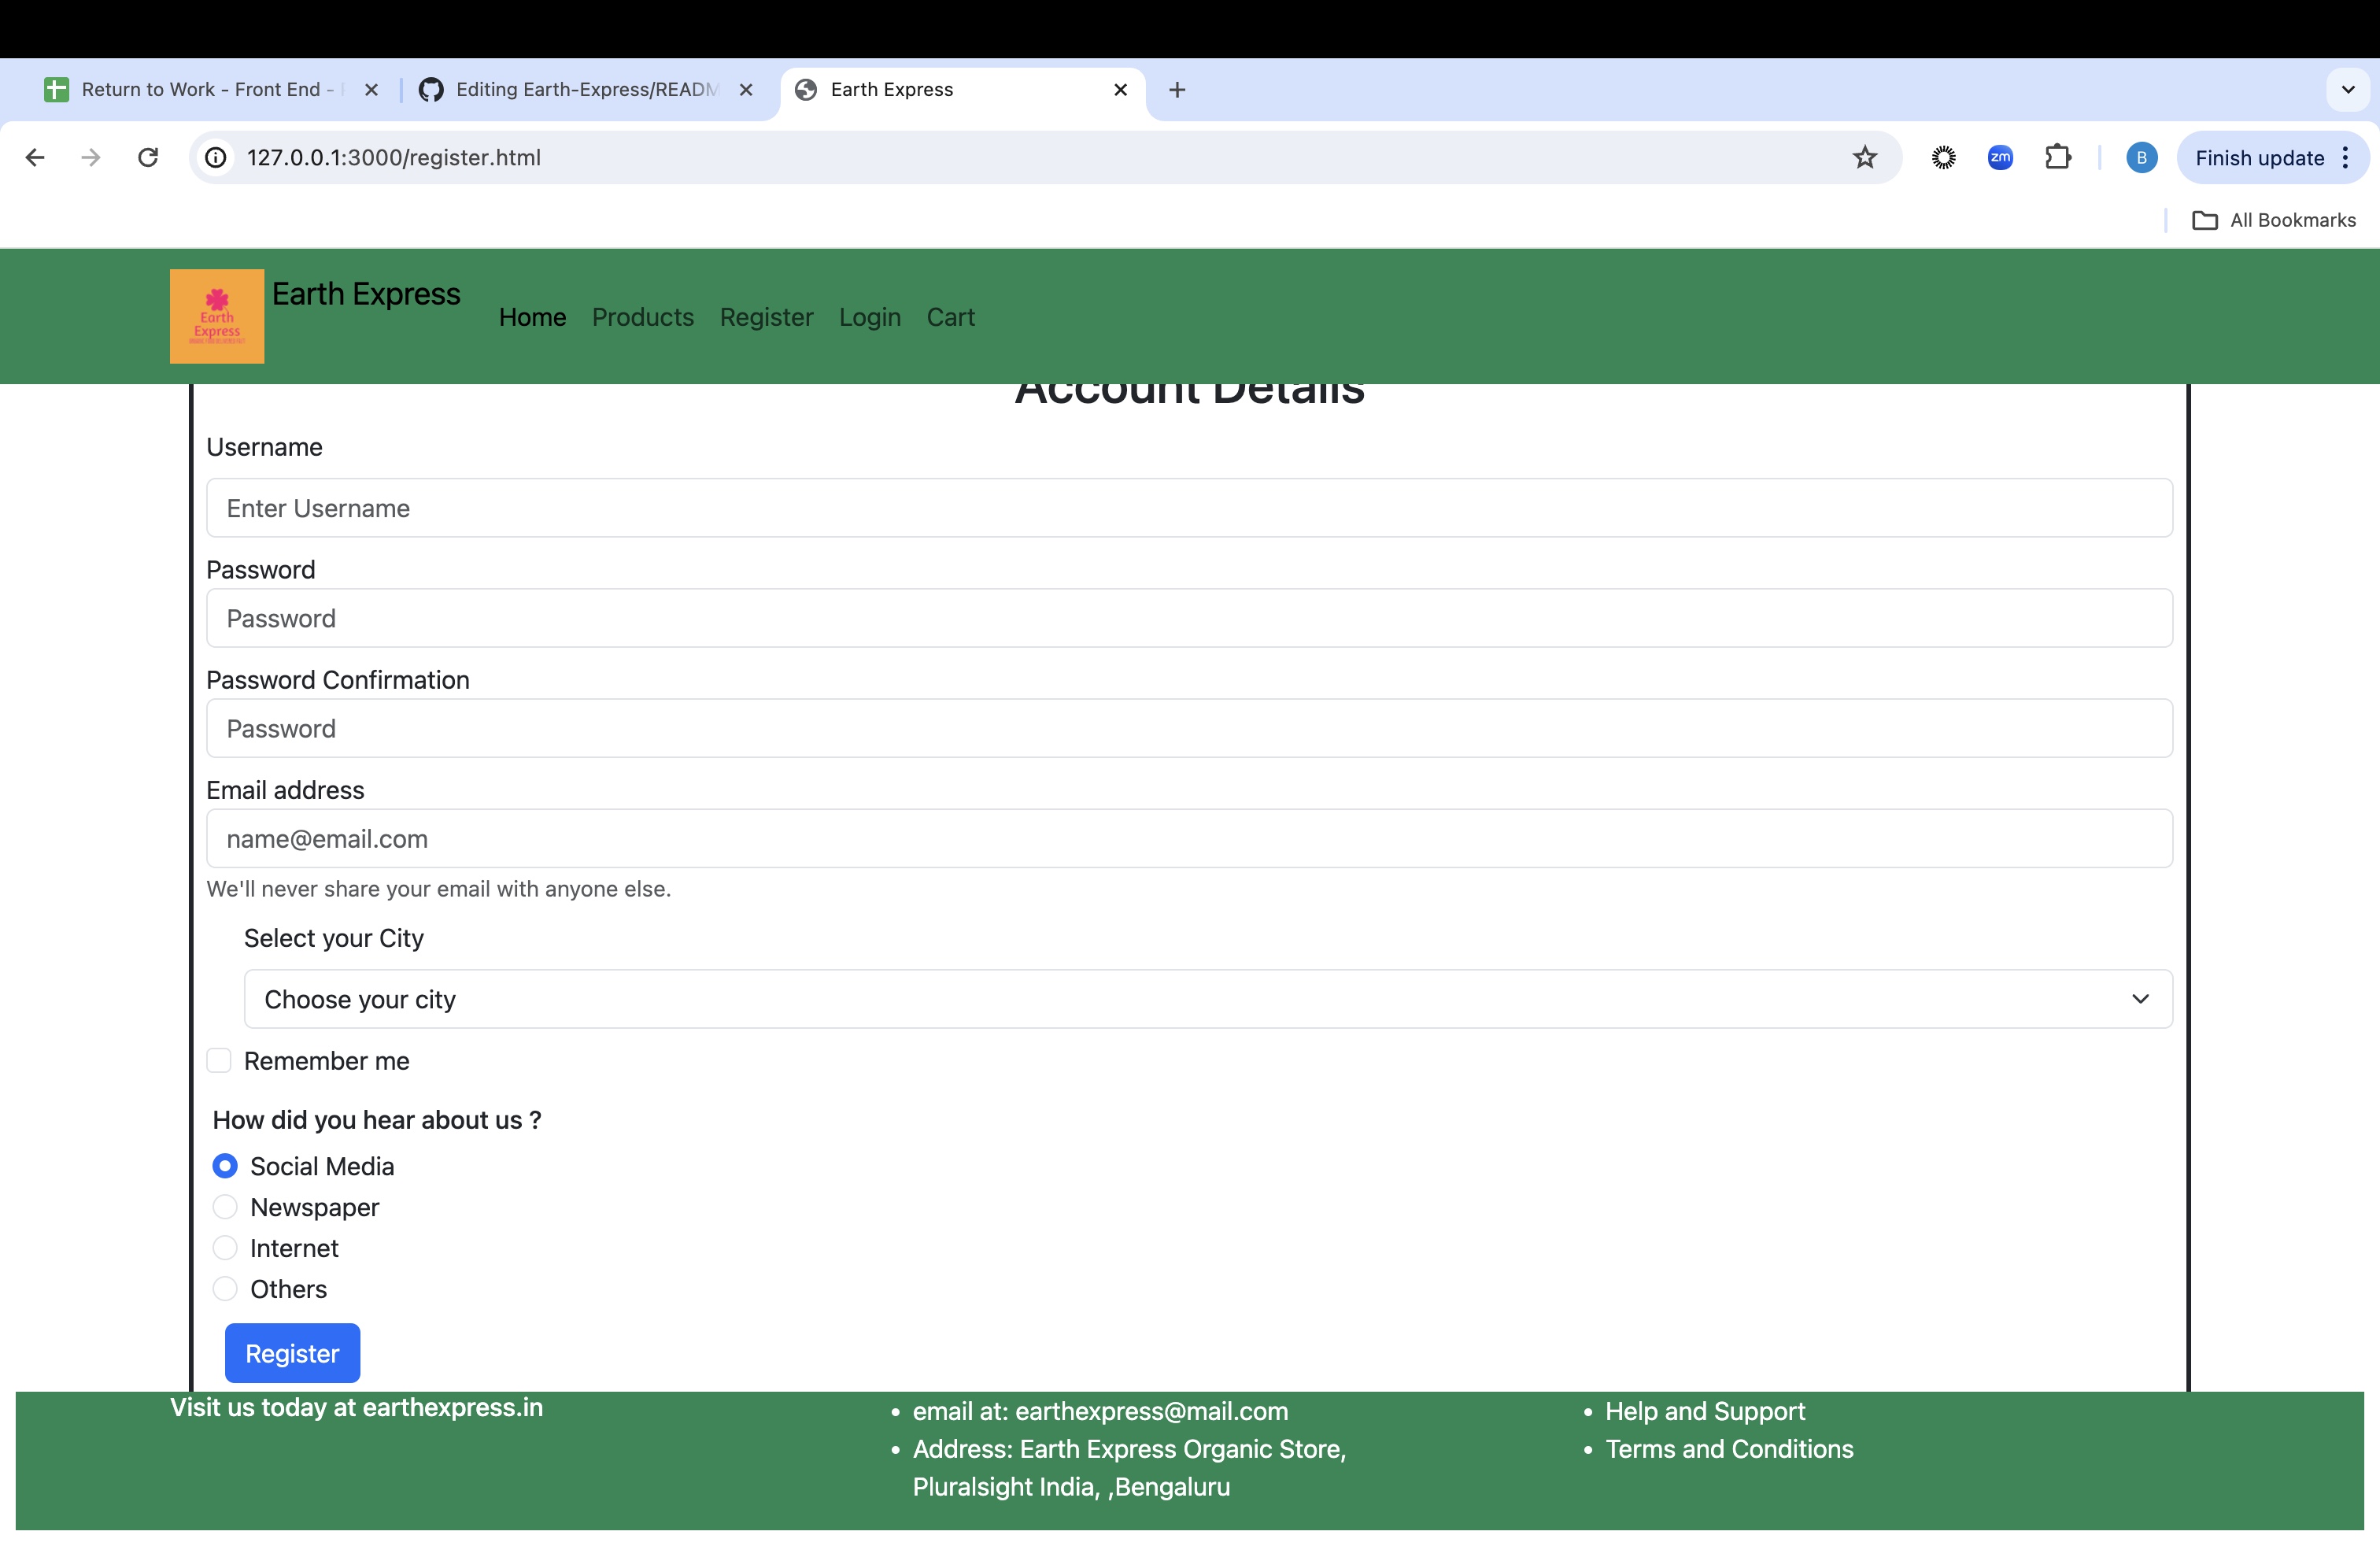 Return to Work - Front End -
Editing Earth-Express/READM
Earth Express
127.0.0.1:3000/register.html
zm
B
Finish update
All Bookmarks
Earth
Express
Earth Express
Home
Products
Register
Login
Cart
Account Details
Username
Enter Username
Password
Password
Password Confirmation
Password
Email address
name@email.com
We'll never share your email with anyone else.
Select your City
Choose your city
Remember me
How did you hear about us ?
Social Media
Newspaper
Internet
Others
Register
Visit us today at earthexpress.in
email at: earthexpress@mail.com
Address: Earth Express Organic Store,
Pluralsight India, ,Bengaluru
Help and Support
Terms and Conditions